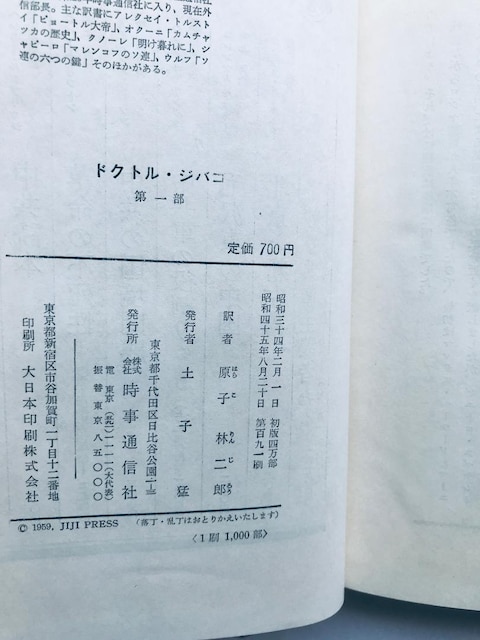 信部長。主な訳書にアレクセイ・トルスト
イ「ピョートル大帝」、オクーニ「カムチャ
ツカの歴史」、クノーレ「明け暮れに」、シ
ャピーロ「マレンコフのソ連」、ウルフ「ソ
連の六つの鍵」そのほかがある。
ドクトル・ジバゴ
第一部
定価 700円
昭和三十四年二月一日 初版四万部
昭和四十五年八月二十日 第百九一刷
訳者 原子林二郎
はらこりんじろう
発行者 土子猛
東京都千代田区日比谷公園一ノ三
発行所 株式会社 時事通信社
電 東京(591)一一一一(大代表)
振替東京八五〇〇〇
東京都新宿区市谷加賀町一丁目十二番地
印刷所 大日本印刷株式会社
© 1959, JIJI PRESS (落丁・乱丁はおとりかえいたします)
〈1刷 1,000部〉